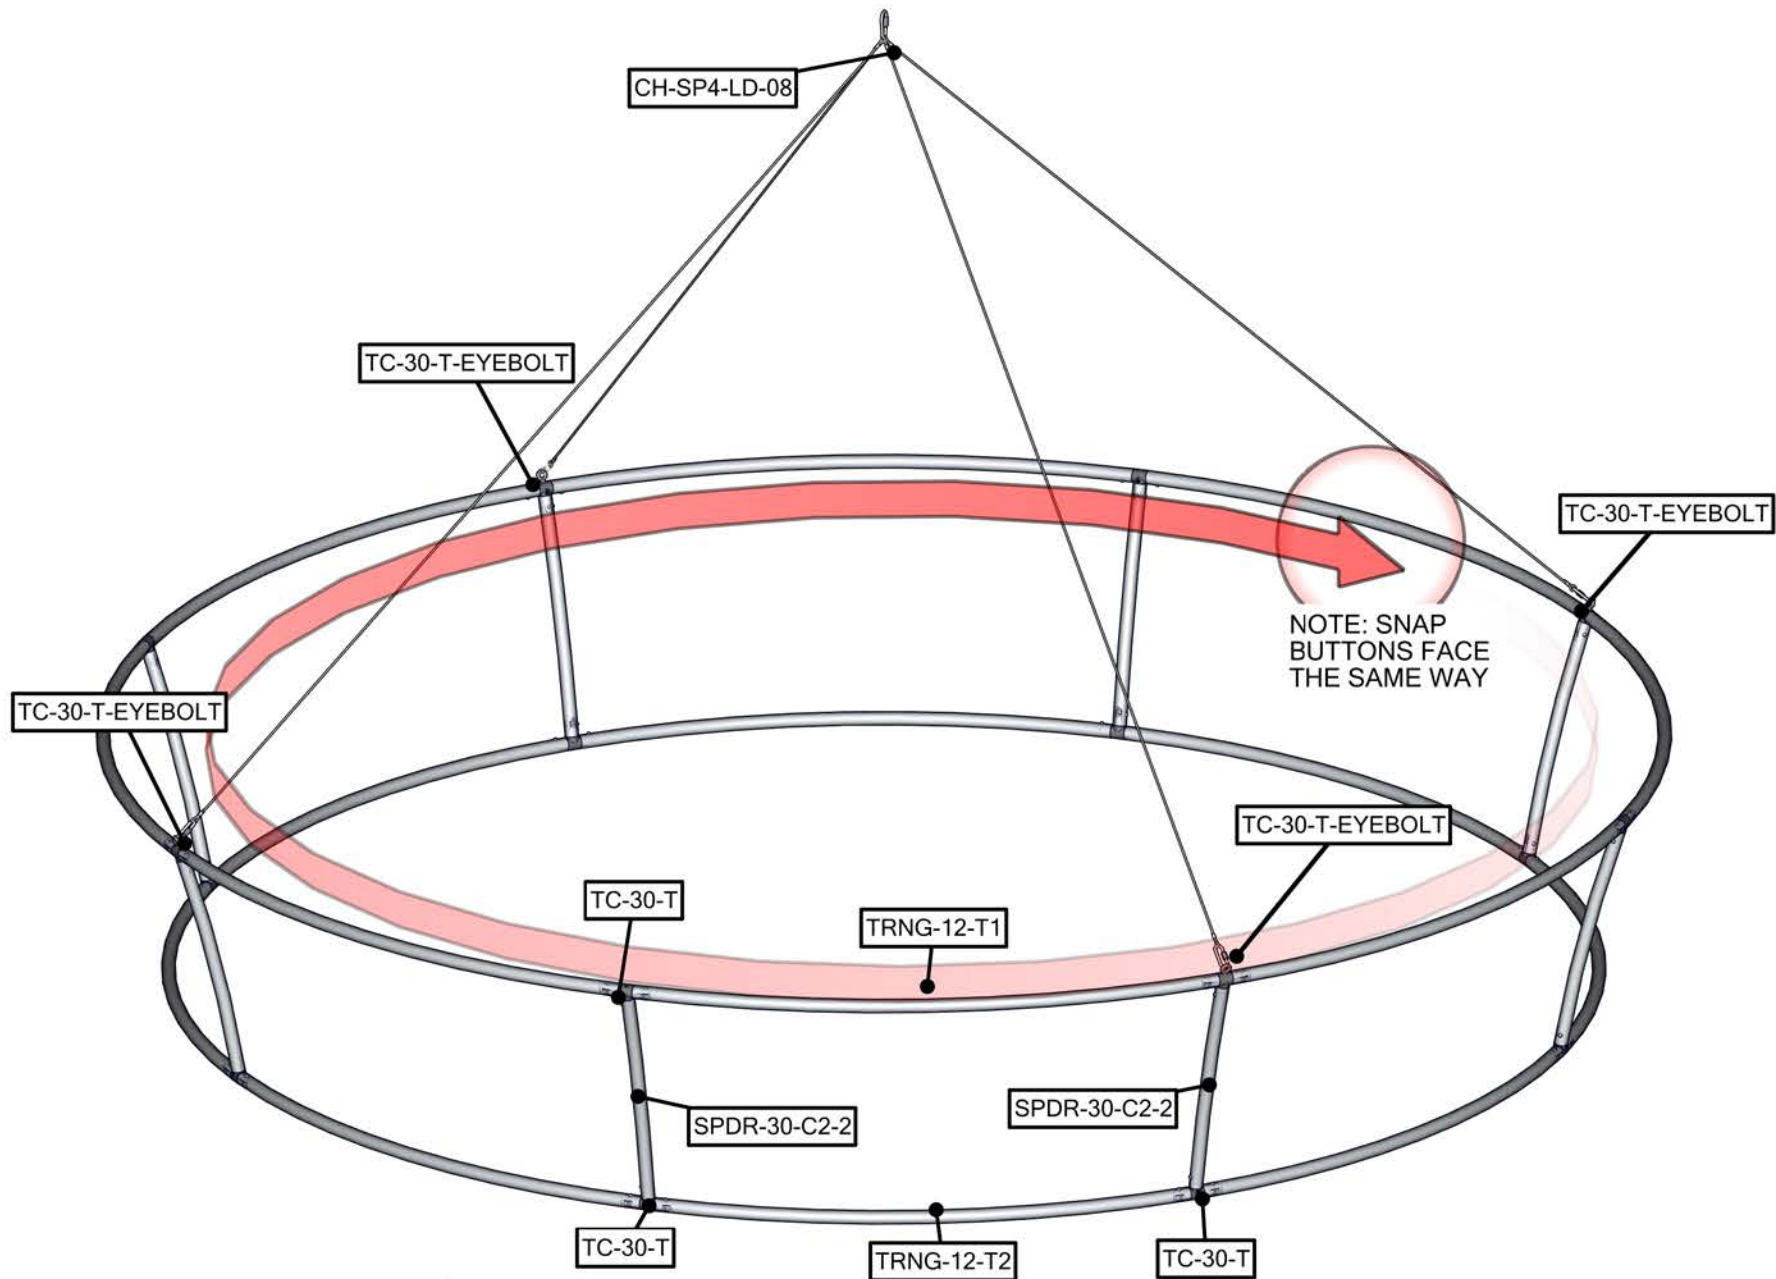 CH-SP4-LD-08
TC-30-T-EYEBOLT
TC-30-T-EYEBOLT
NOTE: SNAP
BUTTONS FACE
THE SAME WAY
TC-30-T-EYEBOLT
TC-30-T-EYEBOLT
TC-30-T
TRNG-12-T1
SPDR-30-C2-2
SPDR-30-C2-2
TC-30-T
TRNG-12-T2
TC-30-T